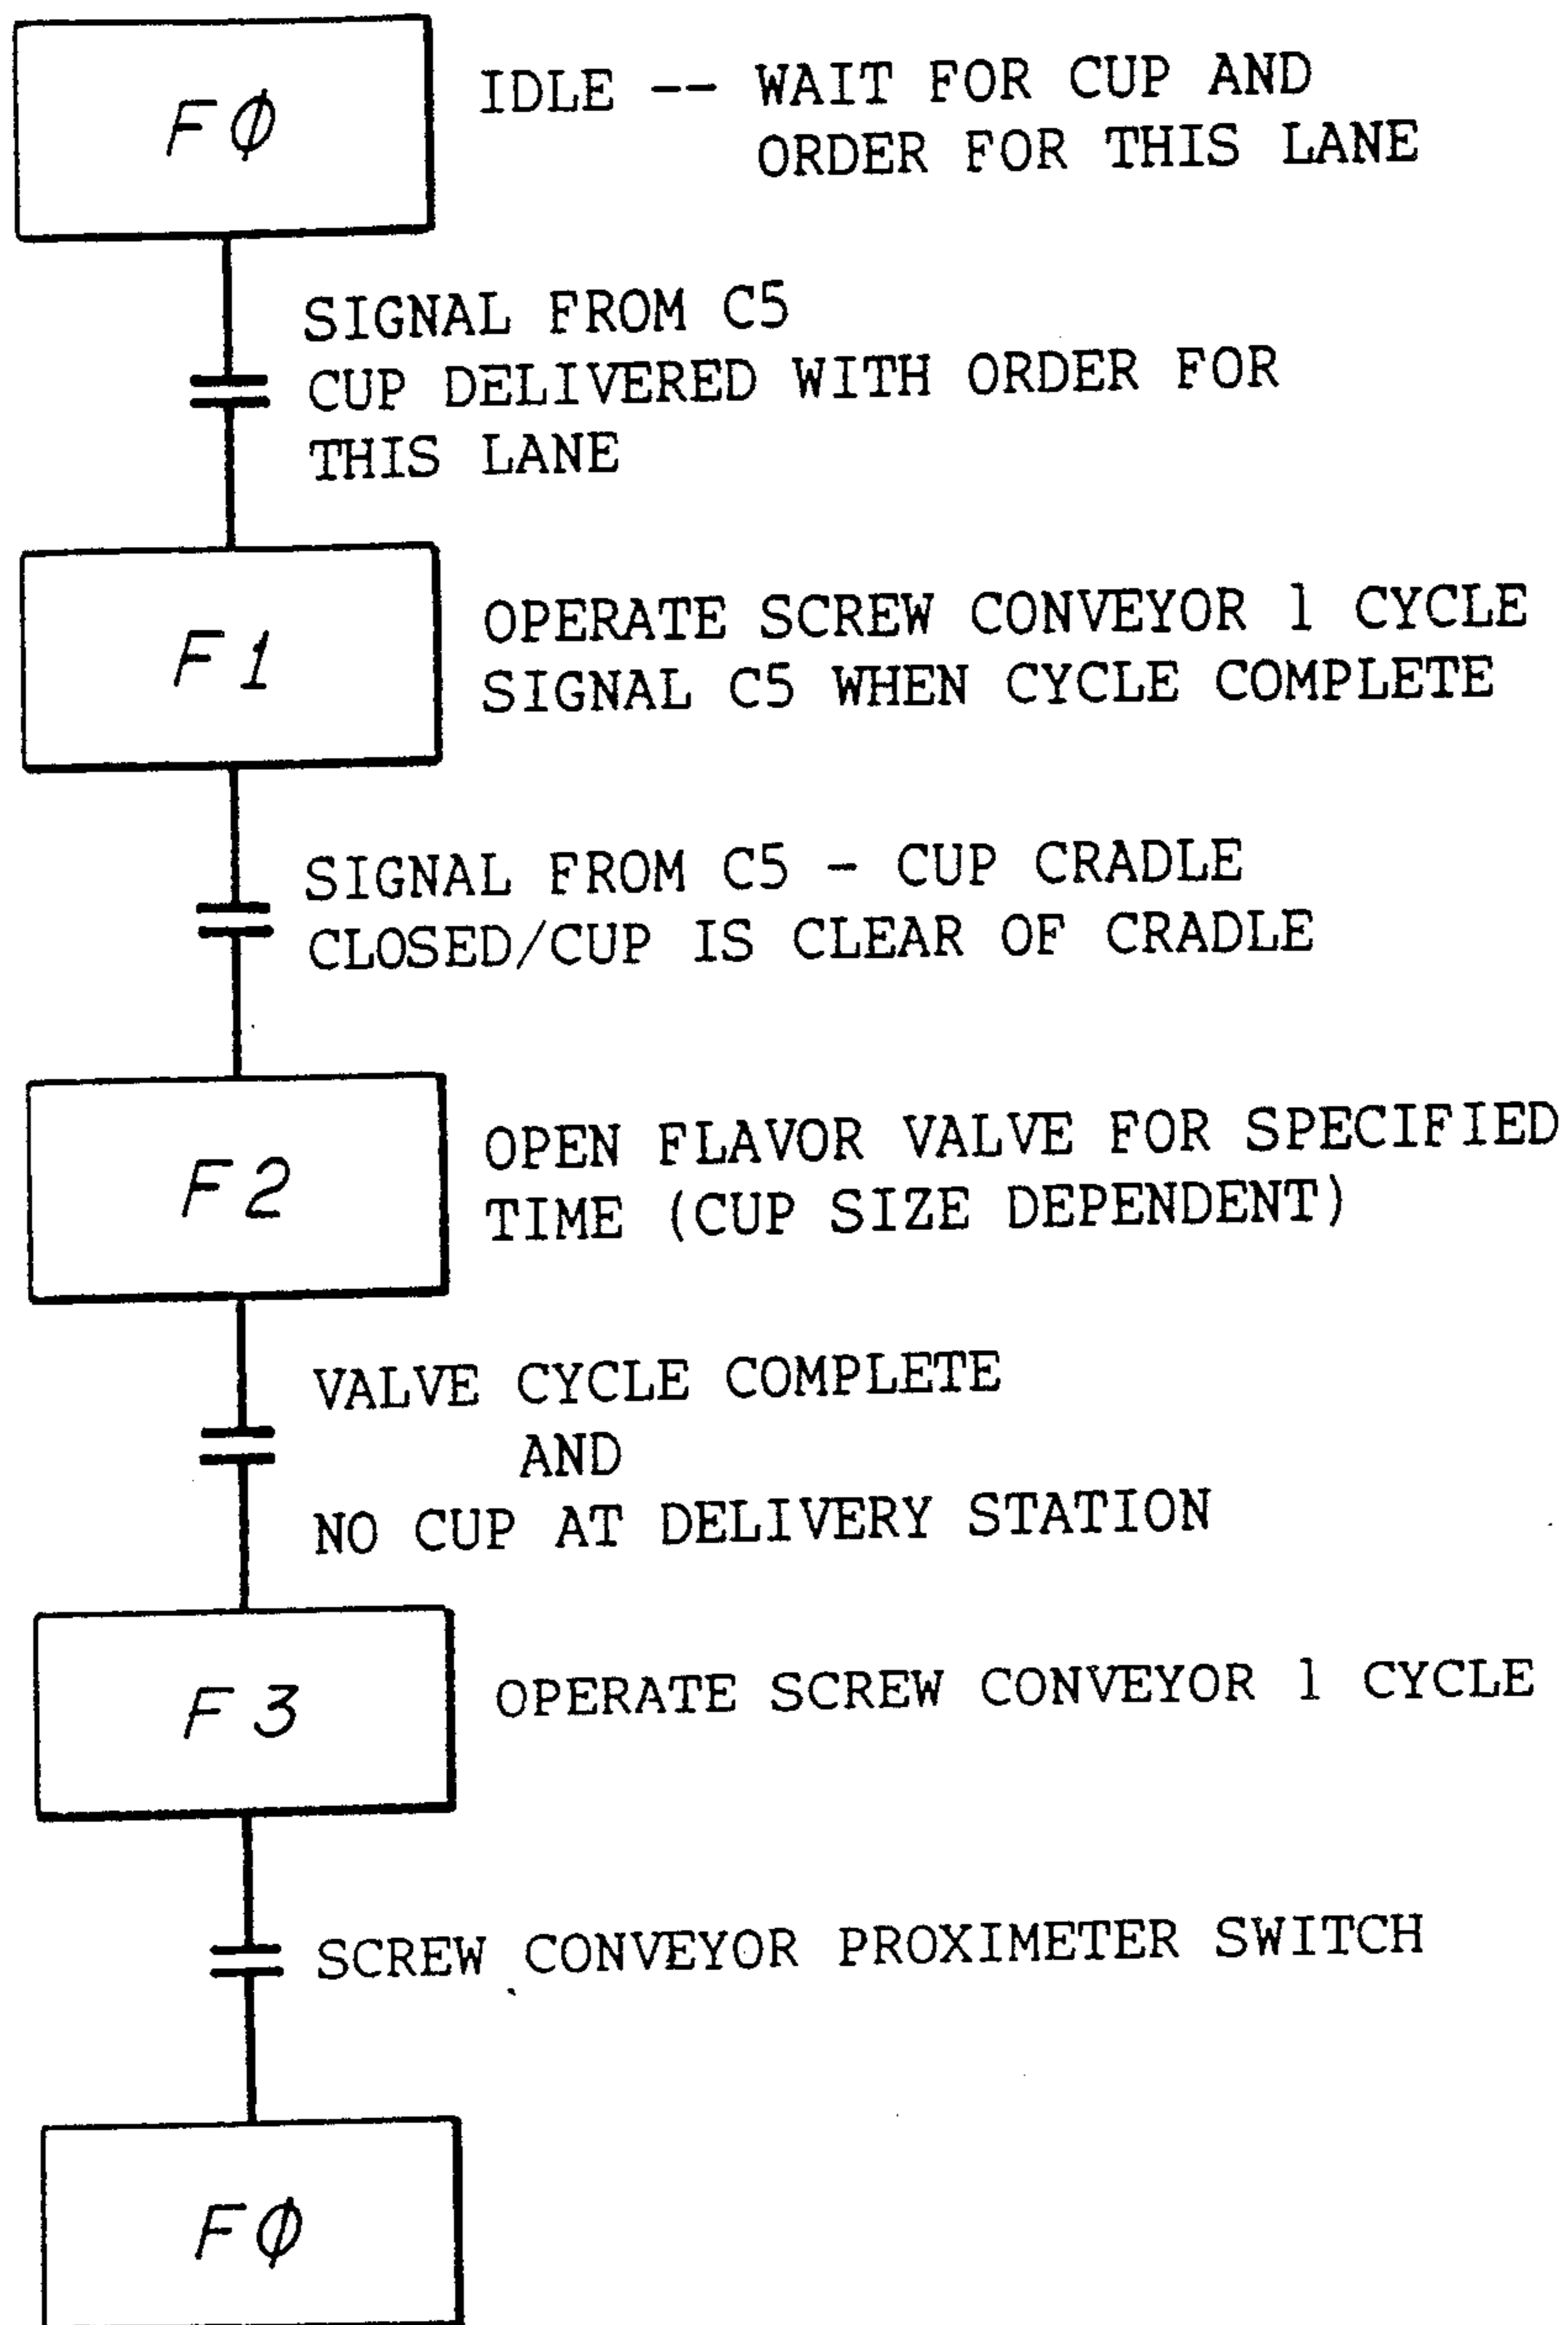 FØ
IDLE -- WAIT FOR CUP AND
ORDER FOR THIS LANE
SIGNAL FROM C5
CUP DELIVERED WITH ORDER FOR
THIS LANE
F1
OPERATE SCREW CONVEYOR 1 CYCLE
SIGNAL C5 WHEN CYCLE COMPLETE
SIGNAL FROM C5 - CUP CRADLE
CLOSED/CUP IS CLEAR OF CRADLE
F2
OPEN FLAVOR VALVE FOR SPECIFIED
TIME (CUP SIZE DEPENDENT)
VALVE CYCLE COMPLETE
AND
NO CUP AT DELIVERY STATION
F3
OPERATE SCREW CONVEYOR 1 CYCLE
SCREW CONVEYOR PROXIMETER SWITCH
FØ